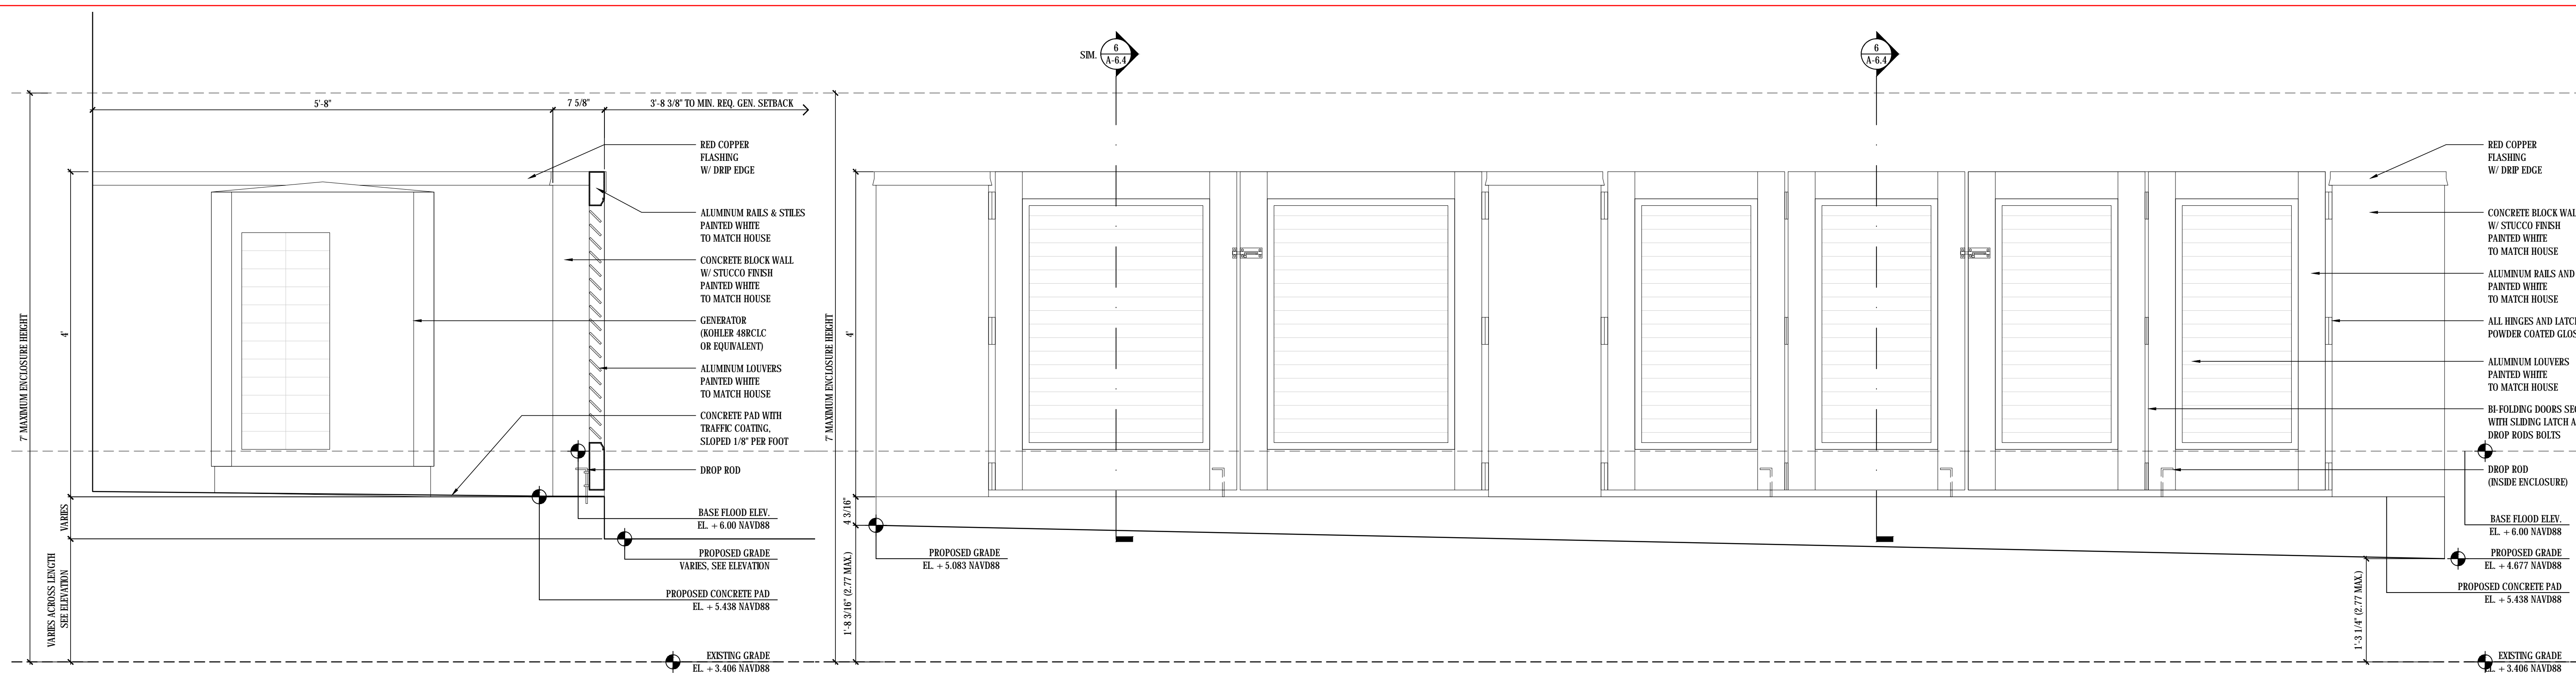 SIM.
6
A-6.4
6
A-6.4
5'-8"
7 5/8"
3'-8 3/8" TO MIN. REQ. GEN. SETBACK
RED COPPER
FLASHING
W/ DRIP EDGE
ALUMINUM RAILS & STILES
PAINTED WHITE
TO MATCH HOUSE
CONCRETE BLOCK WALL
W/ STUCCO FINISH
PAINTED WHITE
TO MATCH HOUSE
GENERATOR
(KOHLER 48RCLC
OR EQUIVALENT)
ALUMINUM LOUVERS
PAINTED WHITE
TO MATCH HOUSE
CONCRETE PAD WITH
TRAFFIC COATING,
SLOPED 1/8" PER FOOT
DROP ROD
BASE FLOOD ELEV.
EL. + 6.00 NAVD88
PROPOSED GRADE
VARIES, SEE ELEVATION
PROPOSED CONCRETE PAD
EL. + 5.438 NAVD88
EXISTING GRADE
EL. + 3.406 NAVD88
7' MAXIMUM ENCLOSURE HEIGHT
4'
VARIES
VARIES ACROSS LENGTH
SEE ELEVATION
7' MAXIMUM ENCLOSURE HEIGHT
4'
4 3/16"
1'-8 3/16" (2.77 MAX.)
PROPOSED GRADE
EL. + 5.083 NAVD88
RED COPPER
FLASHING
W/ DRIP EDGE
CONCRETE BLOCK WAL
W/ STUCCO FINISH
PAINTED WHITE
TO MATCH HOUSE
ALUMINUM RAILS AND
PAINTED WHITE
TO MATCH HOUSE
ALL HINGES AND LATC
POWDER COATED GLOS
ALUMINUM LOUVERS
PAINTED WHITE
TO MATCH HOUSE
BI-FOLDING DOORS SE
WITH SLIDING LATCH A
DROP RODS BOLTS
DROP ROD
(INSIDE ENCLOSURE)
BASE FLOOD ELEV.
EL. + 6.00 NAVD88
PROPOSED GRADE
EL. + 4.677 NAVD88
PROPOSED CONCRETE PAD
EL. + 5.438 NAVD88
1'-3 1/4" (2.77 MAX.)
EXISTING GRADE
EL. + 3.406 NAVD88